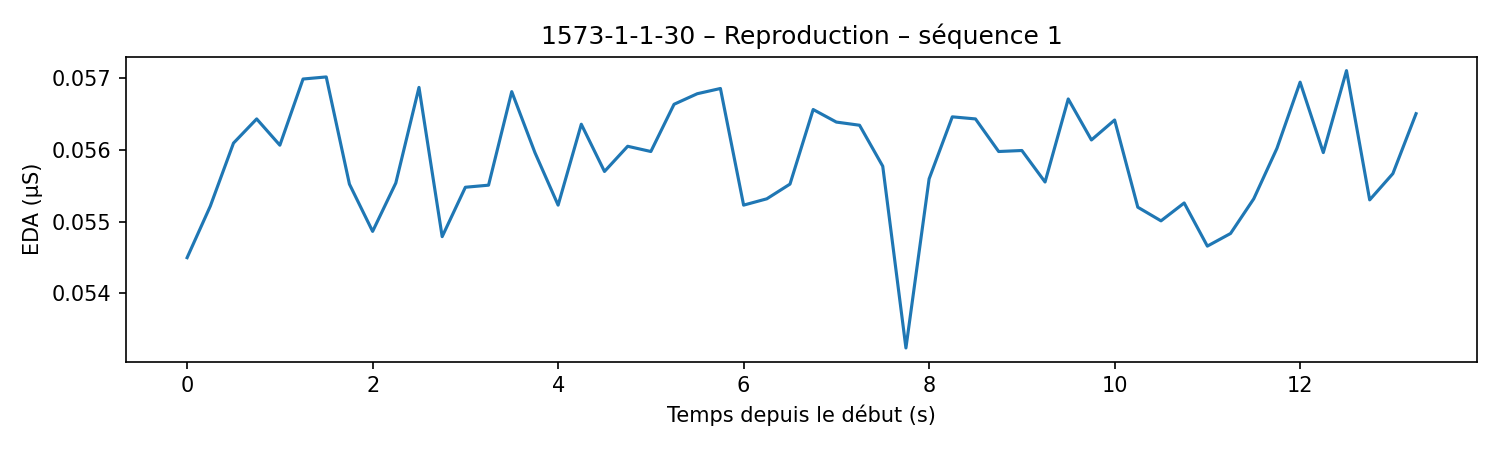 1573-1-1-30 – Reproduction – séquence 1
EDA (µS)
0.057
0.056
0.055
0.054
0 2 4 6 8 10 12
Temps depuis le début (s)